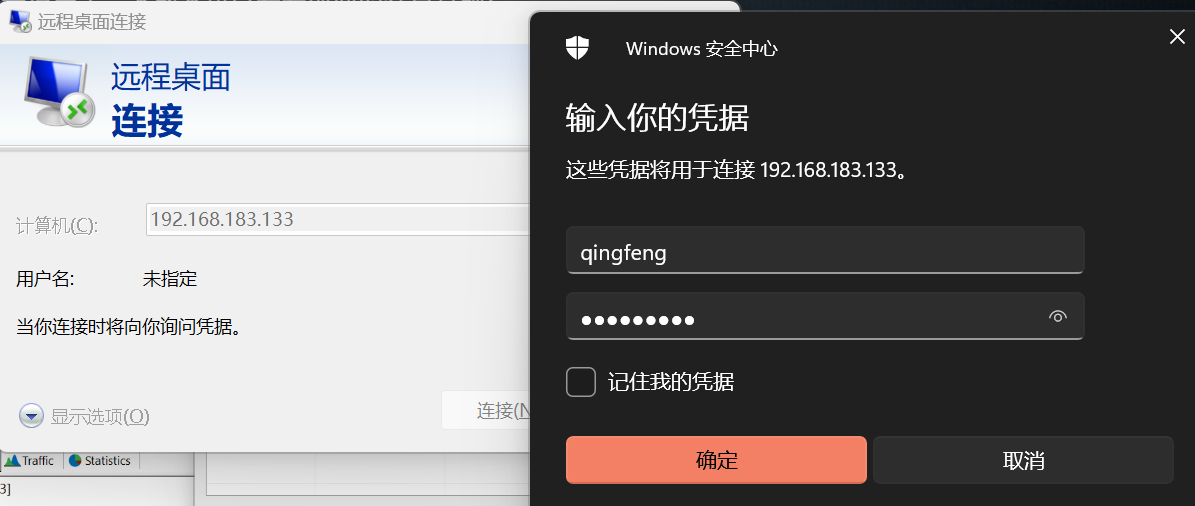 远程桌面连接
远程桌面
连接
计算机(C):
192.168.183.133
用户名:
未指定
当你连接时将向你询问凭据。
显示选项(O)
连接(N
Traffic
Statistics
3]
Windows 安全中心
输入你的凭据
这些凭据将用于连接 192.168.183.133。
qingfeng
●●●●●●●●●
记住我的凭据
确定
取消